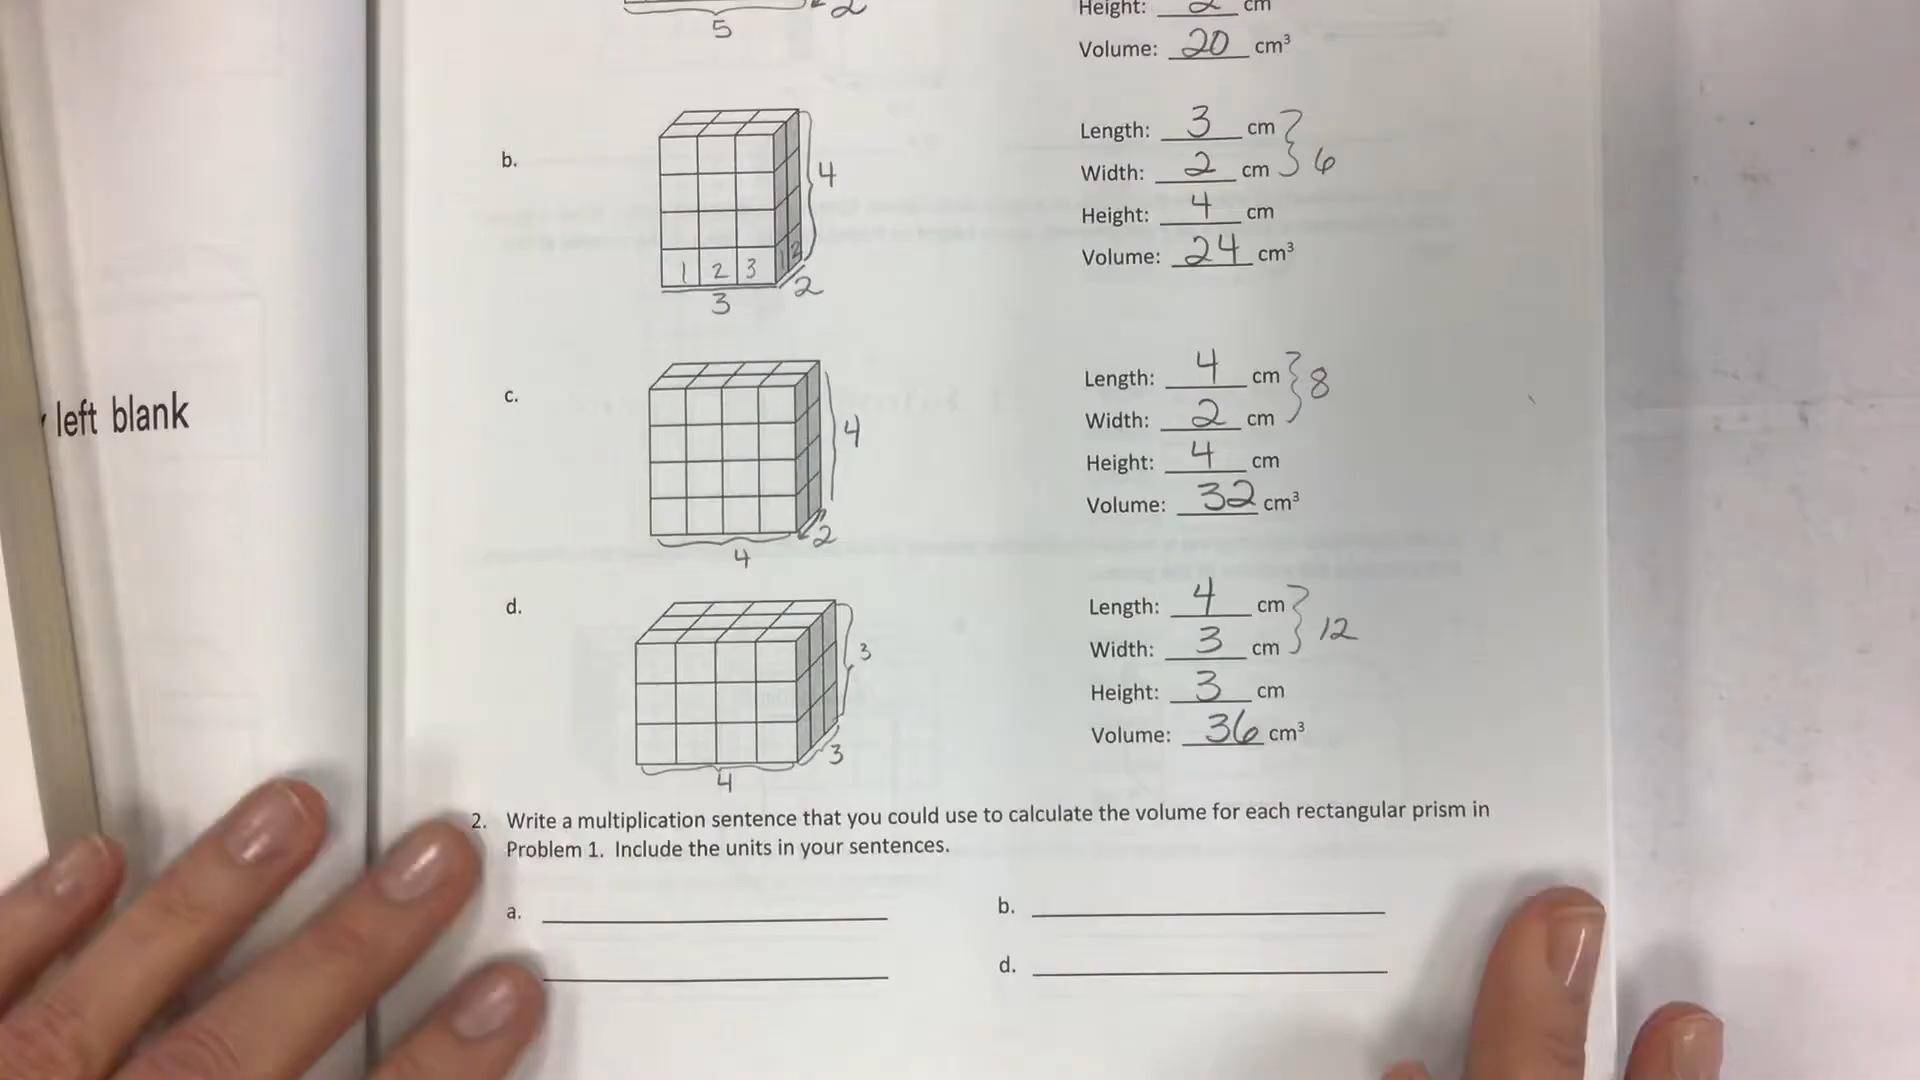 5
2
Height: 2 cm
Volume: 20 cm³
left blank
b.
4
1 2 3 1 2
3
2
Length: 3 cm
Width: 2 cm
6
Height: 4 cm
Volume: 24 cm³
c.
4
2
4
Length: 4 cm
Width: 2 cm
8
Height: 4 cm
Volume: 32 cm³
d.
3
3
4
Length: 4 cm
Width: 3 cm
12
Height: 3 cm
Volume: 36 cm³
2. Write a multiplication sentence that you could use to calculate the volume for each rectangular prism in
Problem 1. Include the units in your sentences.
a.
b.
d.